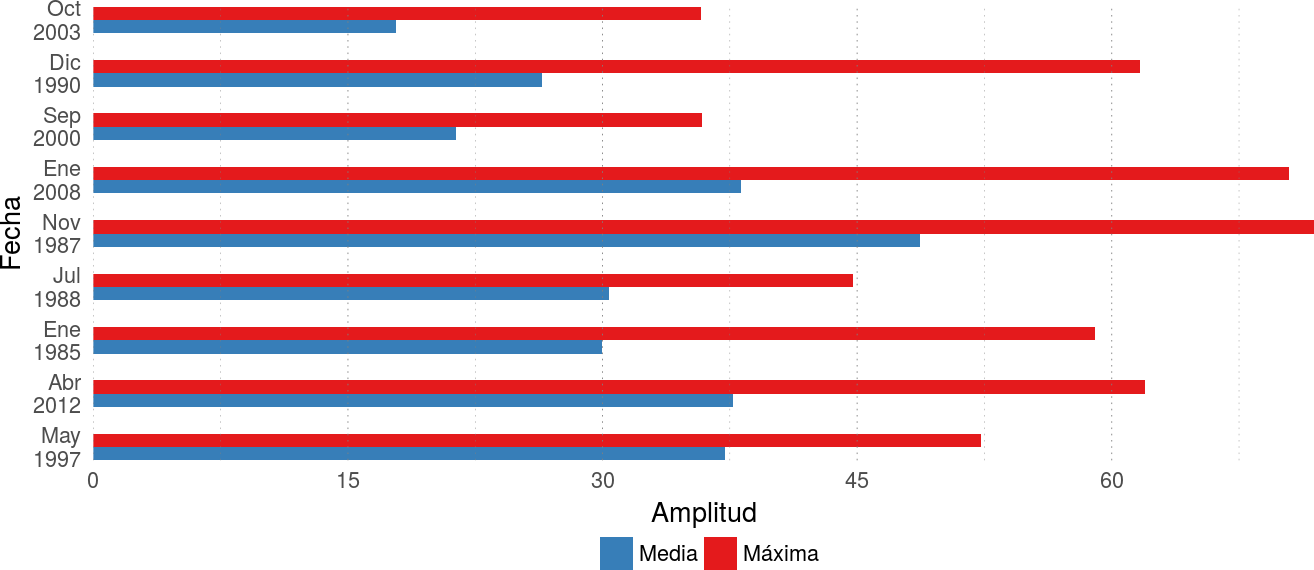 Oct
2003
Dic
1990
Sep
2000
Ene
2008
Nov
1987
Jul
1988
Ene
1985
Abr
2012
May
1997
Fecha
0 15 30 45 60
Amplitud
Media Máxima